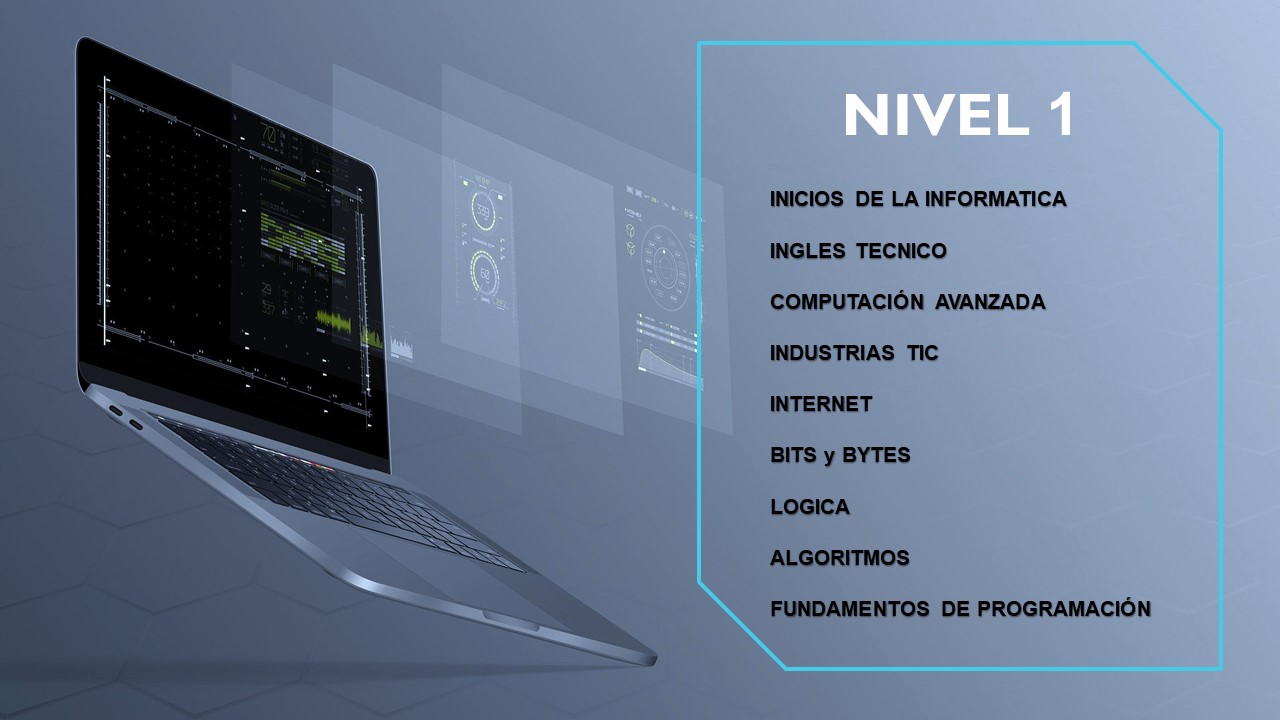 NIVEL 1
INICIOS DE LA INFORMATICA
INGLES TECNICO
COMPUTACIÓN AVANZADA
INDUSTRIAS TIC
INTERNET
BITS y BYTES
LOGICA
ALGORITMOS
FUNDAMENTOS DE PROGRAMACIÓN